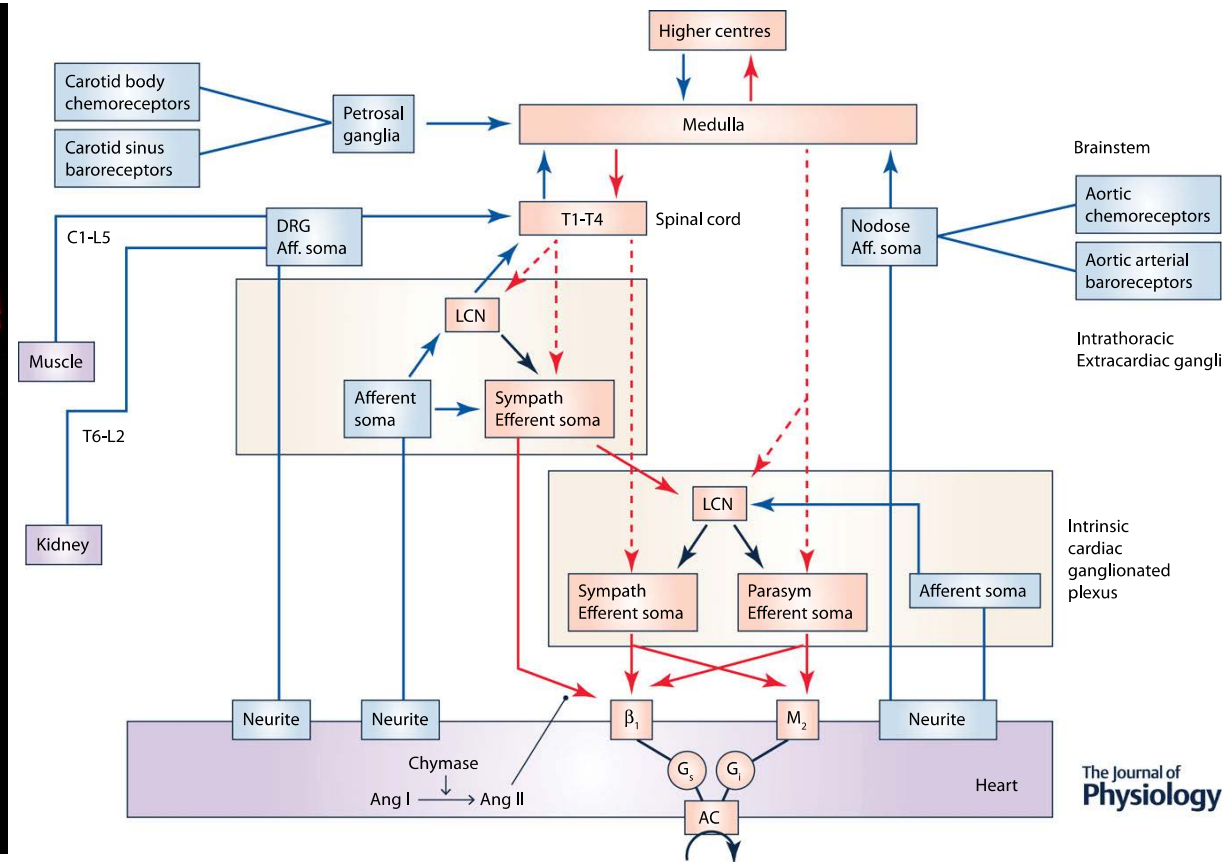 Higher centres
Carotid body
chemoreceptors
Carotid sinus
baroreceptors
Petrosal
ganglia
Medulla
Brainstem
Aortic
chemoreceptors
Aortic arterial
baroreceptors
Nodose
Aff. soma
T1-T4
Spinal cord
DRG
Aff. soma
C1-L5
Muscle
T6-L2
Kidney
LCN
Afferent
soma
Sympath
Efferent soma
Intrathoracic
Extracardiac gangli
LCN
Sympath
Efferent soma
Parasym
Efferent soma
Afferent soma
Intrinsic
cardiac
ganglionated
plexus
Neurite
Neurite
β₁
M₂
Neurite
Chymase
Ang I
Ang II
Gₛ
Gᵢ
AC
Heart
The Journal of
Physiology